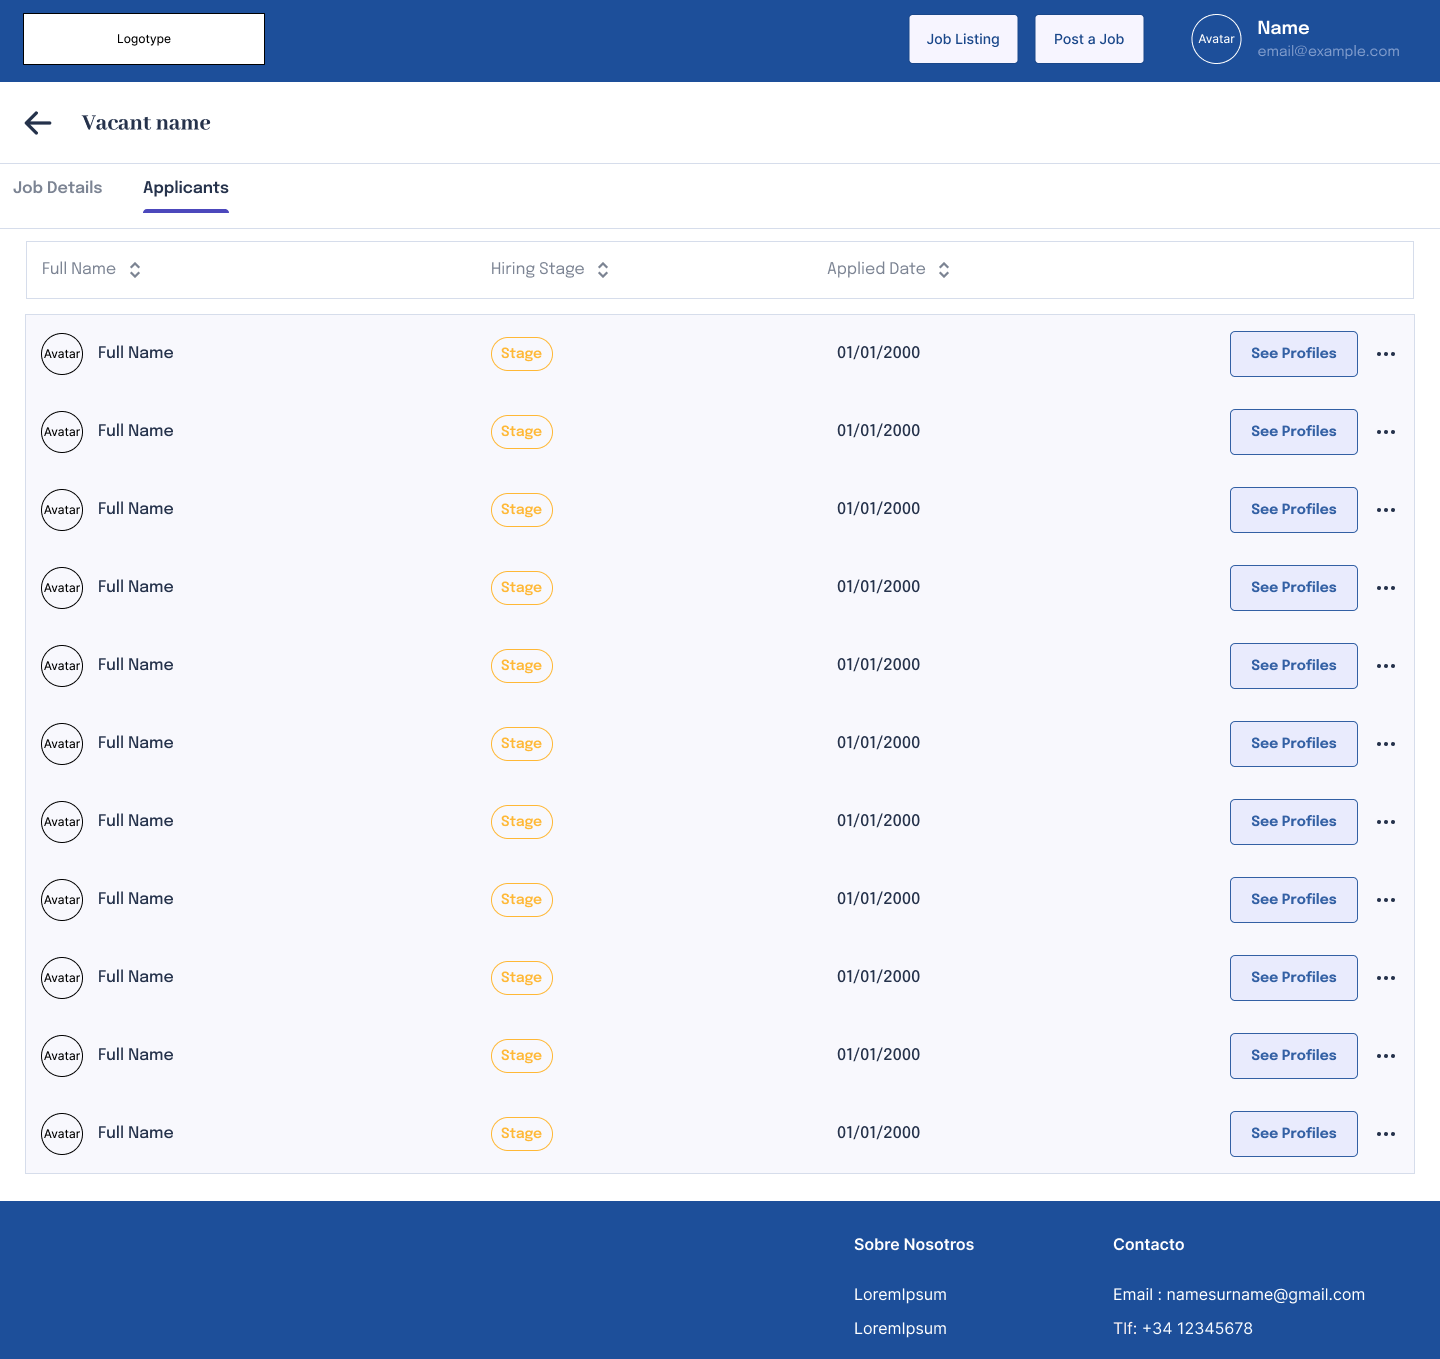 Logotype
Job Listing
Post a Job
Avatar
Name
email@example.com
Vacant name
Job Details
Applicants
Full Name
Hiring Stage
Applied Date
Avatar Full Name Stage 01/01/2000 See Profiles
Avatar Full Name Stage 01/01/2000 See Profiles
Avatar Full Name Stage 01/01/2000 See Profiles
Avatar Full Name Stage 01/01/2000 See Profiles
Avatar Full Name Stage 01/01/2000 See Profiles
Avatar Full Name Stage 01/01/2000 See Profiles
Avatar Full Name Stage 01/01/2000 See Profiles
Avatar Full Name Stage 01/01/2000 See Profiles
Avatar Full Name Stage 01/01/2000 See Profiles
Avatar Full Name Stage 01/01/2000 See Profiles
Avatar Full Name Stage 01/01/2000 See Profiles
Sobre Nosotros
LoremIpsum
LoremIpsum
Contacto
Email : namesurname@gmail.com
Tlf: +34 12345678